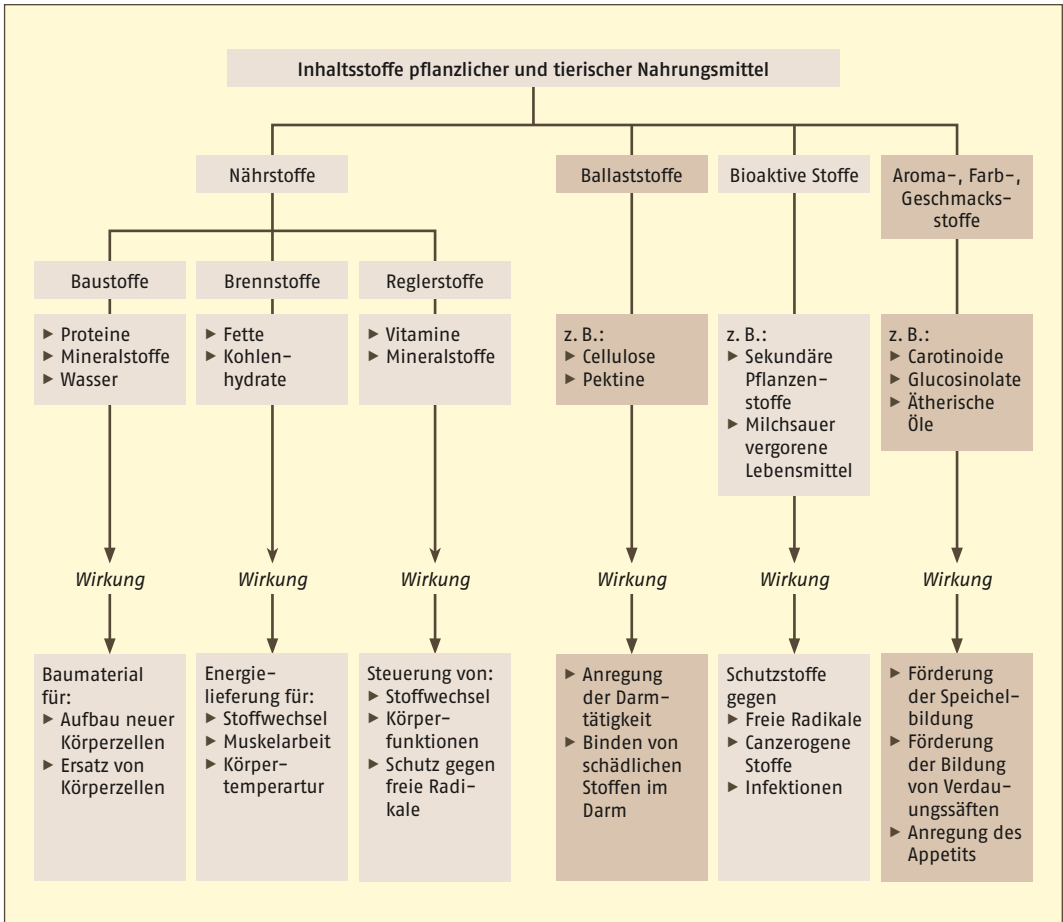 Inhaltsstoffe pflanzlicher und tierischer Nahrungsmittel
Nährstoffe
Ballaststoffe
Bioaktive Stoffe
Aroma-, Farb-,
Geschmacks-
stoffe
Baustoffe
Brennstoffe
Reglerstoffe
► Proteine
► Mineralstoffe
► Wasser
► Fette
► Kohlen-
hydrate
► Vitamine
► Mineralstoffe
z. B.:
► Cellulose
► Pektine
z. B.:
► Sekundäre
Pflanzen-
stoffe
► Milchsauer
vergorene
Lebensmittel
z. B.:
► Carotinoide
► Glucosinolate
► Ätherische
Öle
Wirkung
Wirkung
Wirkung
Wirkung
Wirkung
Wirkung
Baumaterial
für:
► Aufbau neuer
Körperzellen
► Ersatz von
Körperzellen
Energie-
lieferung für:
► Stoffwechsel
► Muskelarbeit
► Körper-
temperartur
Steuerung von:
► Stoffwechsel
► Körper-
funktionen
► Schutz gegen
freie Radi-
kale
► Anregung
der Darm-
tätigkeit
► Binden von
schädlichen
Stoffen im
Darm
Schutzstoffe
gegen
► Freie Radikale
► Canzerogene
Stoffe
► Infektionen
► Förderung
der Speichel-
bildung
► Förderung
der Bildung
von Verdau-
ungssäften
► Anregung des
Appetits